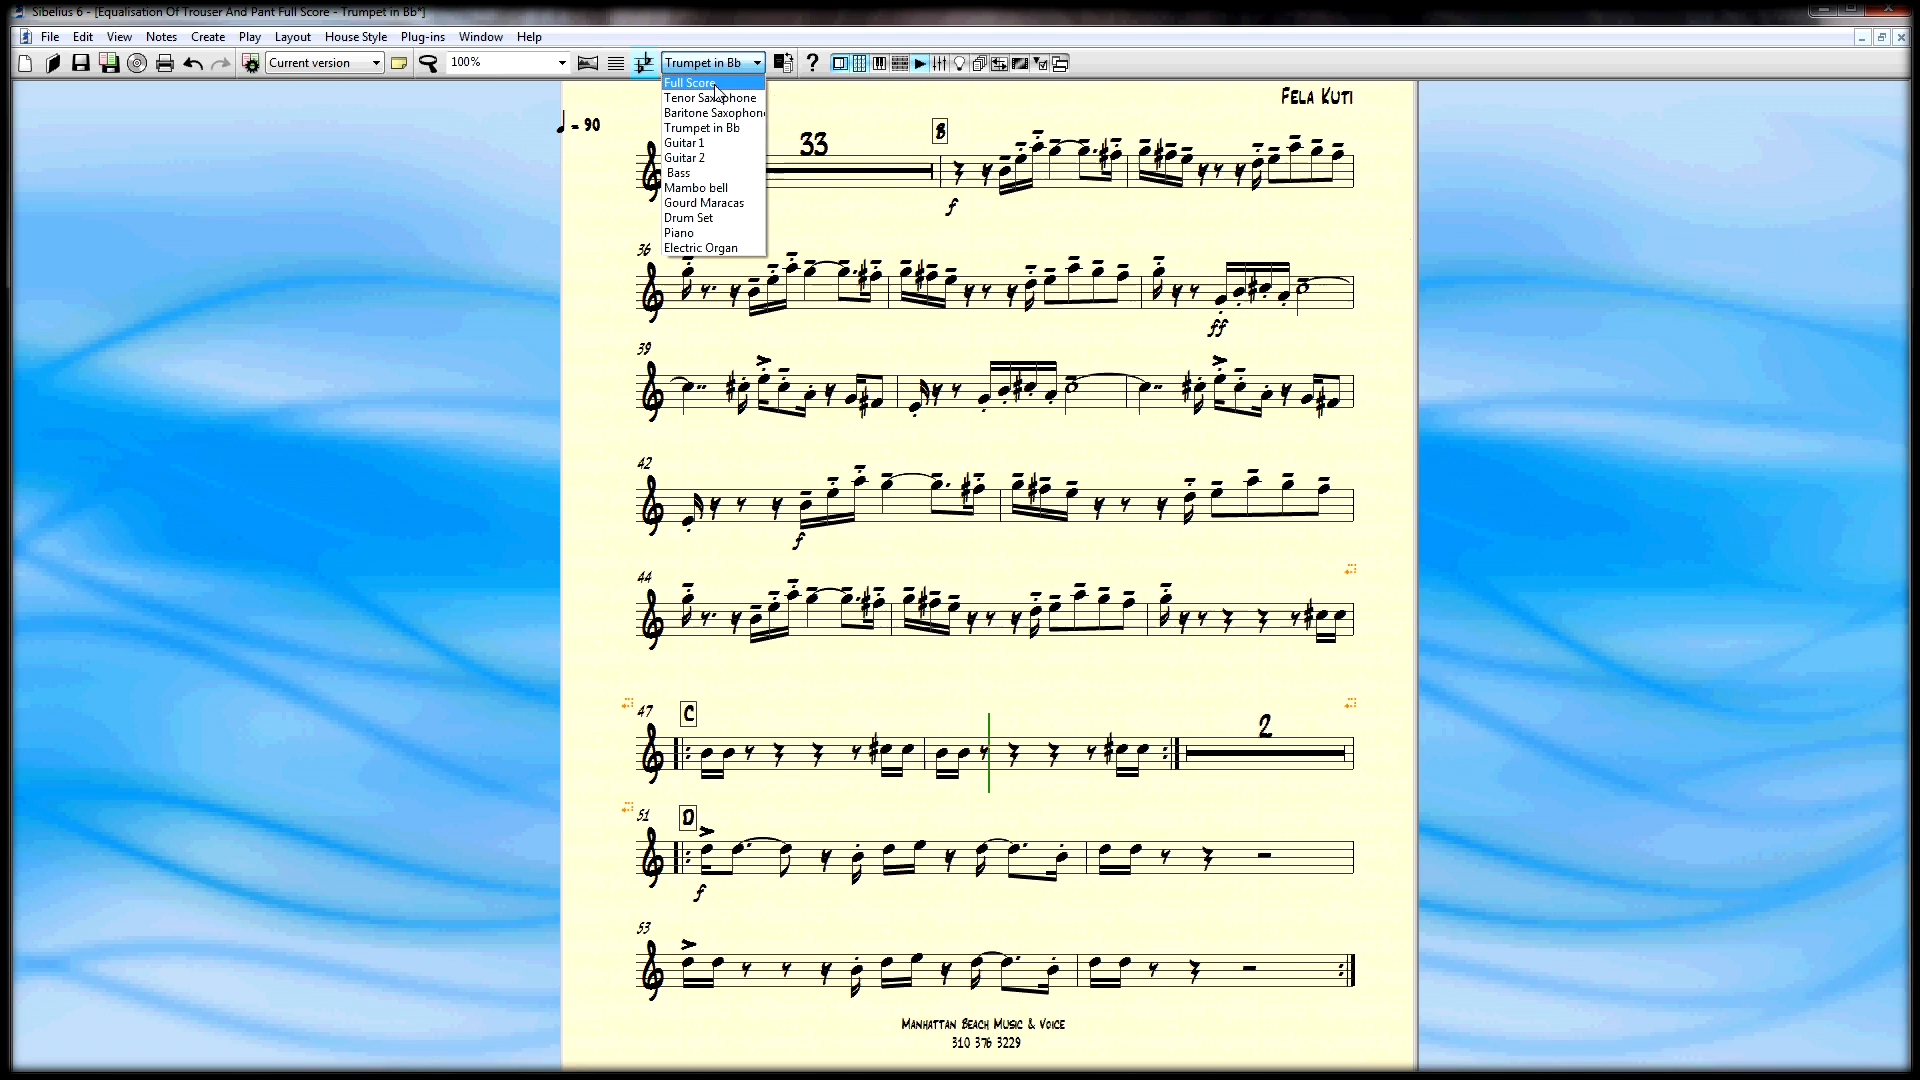 Sibelius 6 - [Equalisation Of Trouser And Pant Full Score - Trumpet in Bb*]
File Edit View Notes Create Play Layout House Style Plug-ins Window Help
Current version 100% Trumpet in Bb
Full Score
Tenor Saxophone
Baritone Saxophone
Trumpet in Bb
Guitar 1
Guitar 2
Bass
Mambo bell
Gourd Maracas
Drum Set
Piano
Electric Organ
FELA KUTI
= 90
33
B
f
36
ff
39
42
f
44
47 C
2
51 D
f
53
MANHATTAN BEACH MUSIC & VOICE
310 376 3229